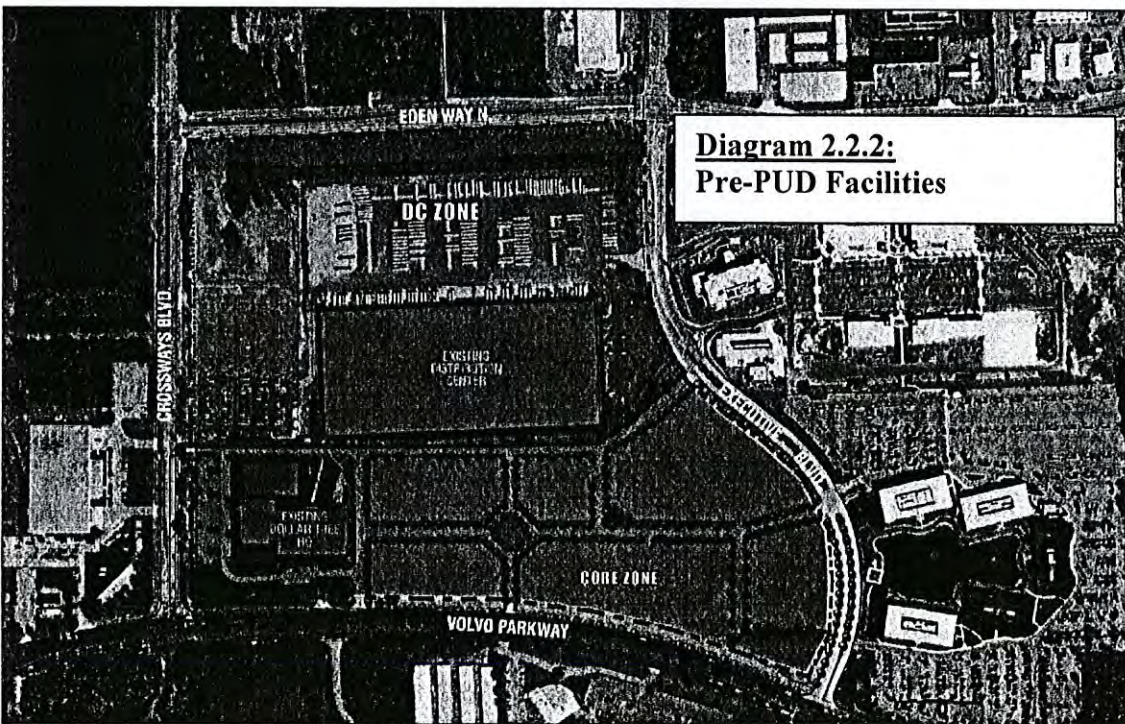 EDEN WAY N.
Diagram 2.2.2:
Pre-PUD Facilities
DC ZONE
CROSSWAYS BLVD
EXISTING
DISTRIBUTION
CENTER
EXECUTIVE BLVD
EXISTING
DOLLAR TREE
CORE ZONE
VOLVO PARKWAY